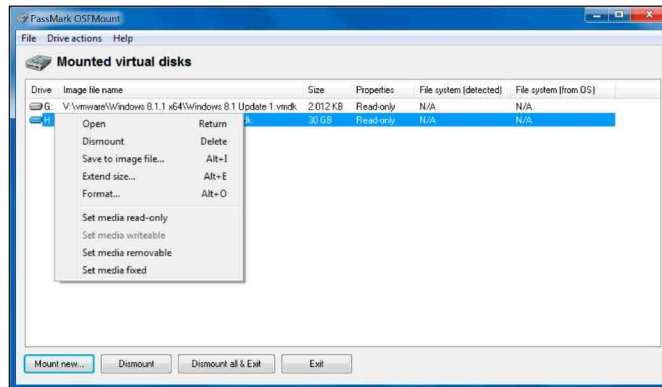 PassMark OSFMount
File Drive actions Help
Mounted virtual disks
Drive Image file name Size Properties File system (detected) File system (from OS)
G: V:\vmware\Windows 8.1.1 x64\Windows 8.1 Update 1.vmdk 2.012 KB Read-only N/A N/A
H: dk 30 GB Read-only N/A N/A
Open Return
Dismount Delete
Save to image file... Alt+I
Extend size... Alt+E
Format... Alt+O
Set media read-only
Set media writeable
Set media removable
Set media fixed
Mount new... Dismount Dismount all & Exit Exit